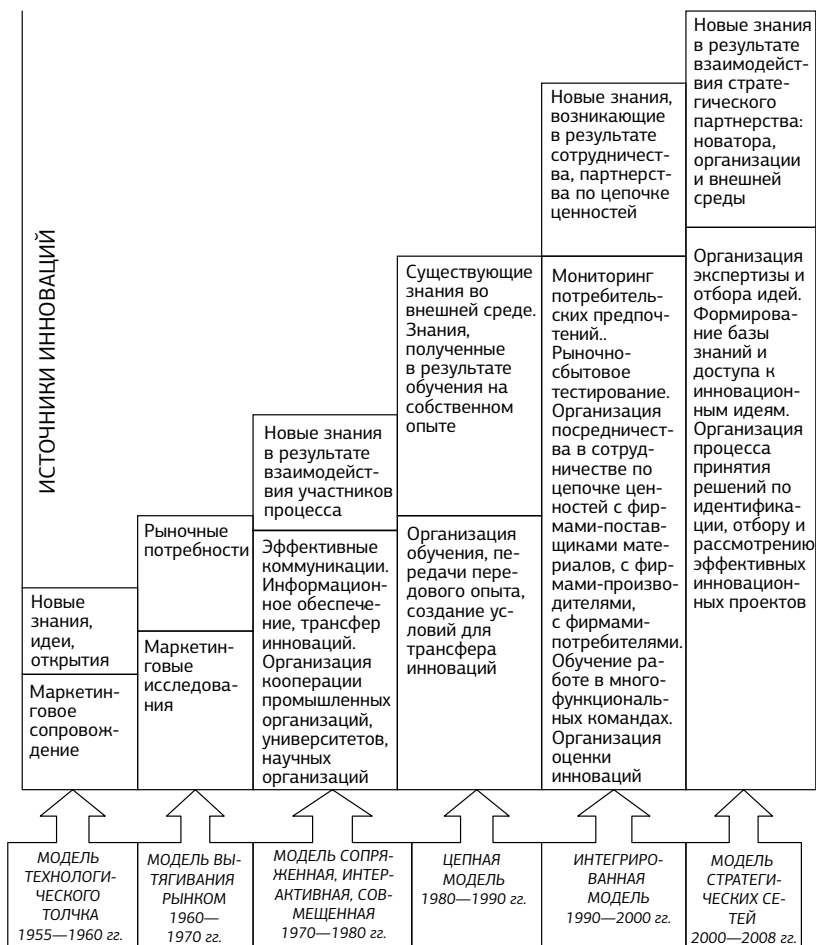 ИСТОЧНИКИ ИННОВАЦИЙ
Новые
знания,
идеи,
открытия
Маркетин-
говое
сопровож-
дение
МОДЕЛЬ
ТЕХНОЛОГИ-
ЧЕСКОГО
ТОЛЧКА
1955—1960 гг.
Рыночные
потребности
Маркетин-
говые
исследова-
ния
МОДЕЛЬ ВЫ-
ТЯГИВАНИЯ
РЫНКОМ
1960—
1970 гг.
Новые знания
в результате
взаимодейст-
вия участников
процесса
Эффективные
коммуникации.
Информацион-
ное обеспече-
ние, трансфер
инноваций.
Организация
кооперации
промышленных
организаций,
университетов,
научных
организаций
МОДЕЛЬ СОПРЯ-
ЖЕННАЯ, ИНТЕР-
АКТИВНАЯ, СОВ-
МЕЩЕННАЯ
1970—1980 гг.
Существующие
знания во
внешней среде.
Знания,
полученные
в результате
обучения на
собственном
опыте
Организация
обучения, пе-
редачи пере-
дового опыта,
создание ус-
ловий для
трансфера
инноваций
ЦЕПНАЯ
МОДЕЛЬ
1980—1990 гг.
Новые знания,
возникающие
в результате
сотрудничест-
ва, партнерст-
ва по цепочке
ценностей
Мониторинг
потребитель-
ских предпоч-
тений..
Рыночно-
сбытовое
тестирование.
Организация
посредничест-
ва в сотруд-
ничестве по
цепочке цен-
ностей с фир-
мами-постав-
щиками мате-
риалов, с фир-
мами-произво-
дителями,
с фирмами-
потребителями.
Обучение ра-
боте в много-
функциональ-
ных командах.
Организация
оценки
инноваций
ИНТЕГРИРО-
ВАННАЯ
МОДЕЛЬ
1990—2000 гг.
Новые знания
в результате
взаимодейст-
вия страте-
гического
партнерства:
новатора,
организации
и внешней
среды
Организация
экспертизы и
отбора идей.
Формирова-
ние базы
знаний и
доступа к
инновацион-
ным идеям.
Организация
процесса
принятия
решений по
идентифика-
ции, отбору и
рассмотрению
эффективных
инновацион-
ных проектов
МОДЕЛЬ
СТРАТЕГИ-
ЧЕСКИХ СЕ-
ТЕЙ
2000—2008 гг.